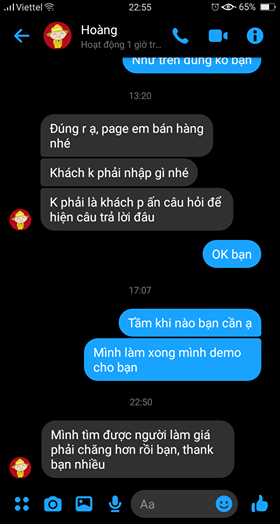 Viettel 22:55 65%
Hoàng
Hoạt động 1 giờ tr...
Như trên đúng ko bạn
13:20
Đúng r ạ, page em bán hàng
nhé
Khách k phải nhập gì nhé
K phải là khách p ấn câu hỏi để
hiện câu trả lời đâu
OK bạn
17:07
Tầm khi nào bạn cần ạ
Mình làm xong mình demo
cho bạn
22:50
Mình tìm được người làm giá
phải chăng hơn rồi bạn, thank
bạn nhiều
Aa